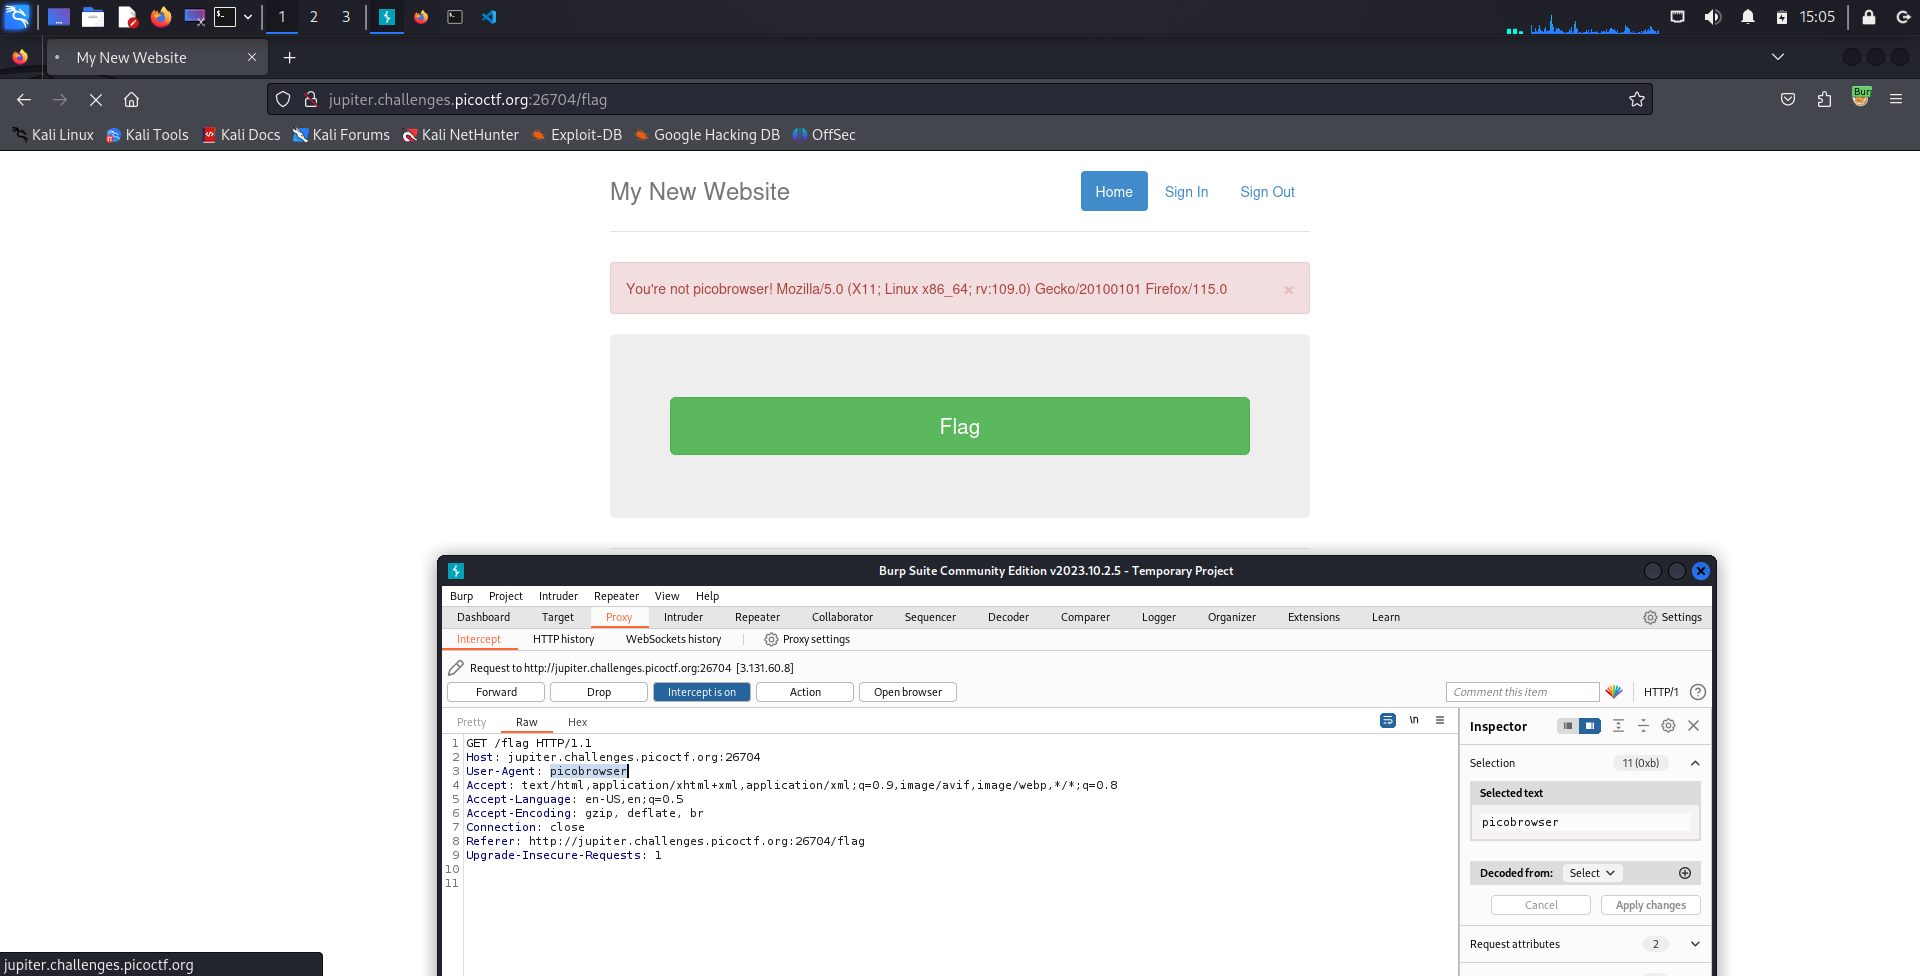 1 2 3 15:05
My New Website
jupiter.challenges.picoctf.org:26704/flag Burp
Kali Linux Kali Tools Kali Docs Kali Forums Kali NetHunter Exploit-DB Google Hacking DB OffSec
My New Website Home Sign In Sign Out
You're not picobrowser! Mozilla/5.0 (X11; Linux x86_64; rv:109.0) Gecko/20100101 Firefox/115.0 ×
Flag
Burp Suite Community Edition v2023.10.2.5 - Temporary Project
Burp Project Intruder Repeater View Help
Dashboard Target Proxy Intruder Repeater Collaborator Sequencer Decoder Comparer Logger Organizer Extensions Learn Settings
Intercept HTTP history WebSockets history Proxy settings
Request to http://jupiter.challenges.picoctf.org:26704 [3.131.60.8]
Forward Drop Intercept is on Action Open browser Comment this item HTTP/1 ?
Pretty Raw Hex \n Inspector
1 GET /flag HTTP/1.1
2 Host: jupiter.challenges.picoctf.org:26704
3 User-Agent: picobrowser
4 Accept: text/html,application/xhtml+xml,application/xml;q=0.9,image/avif,image/webp,*/*;q=0.8
5 Accept-Language: en-US,en;q=0.5
6 Accept-Encoding: gzip, deflate, br
7 Connection: close
8 Referer: http://jupiter.challenges.picoctf.org:26704/flag
9 Upgrade-Insecure-Requests: 1
10
11
Selection 11 (0xb)
Selected text
picobrowser
Decoded from: Select
Cancel Apply changes
Request attributes 2
jupiter.challenges.picoctf.org